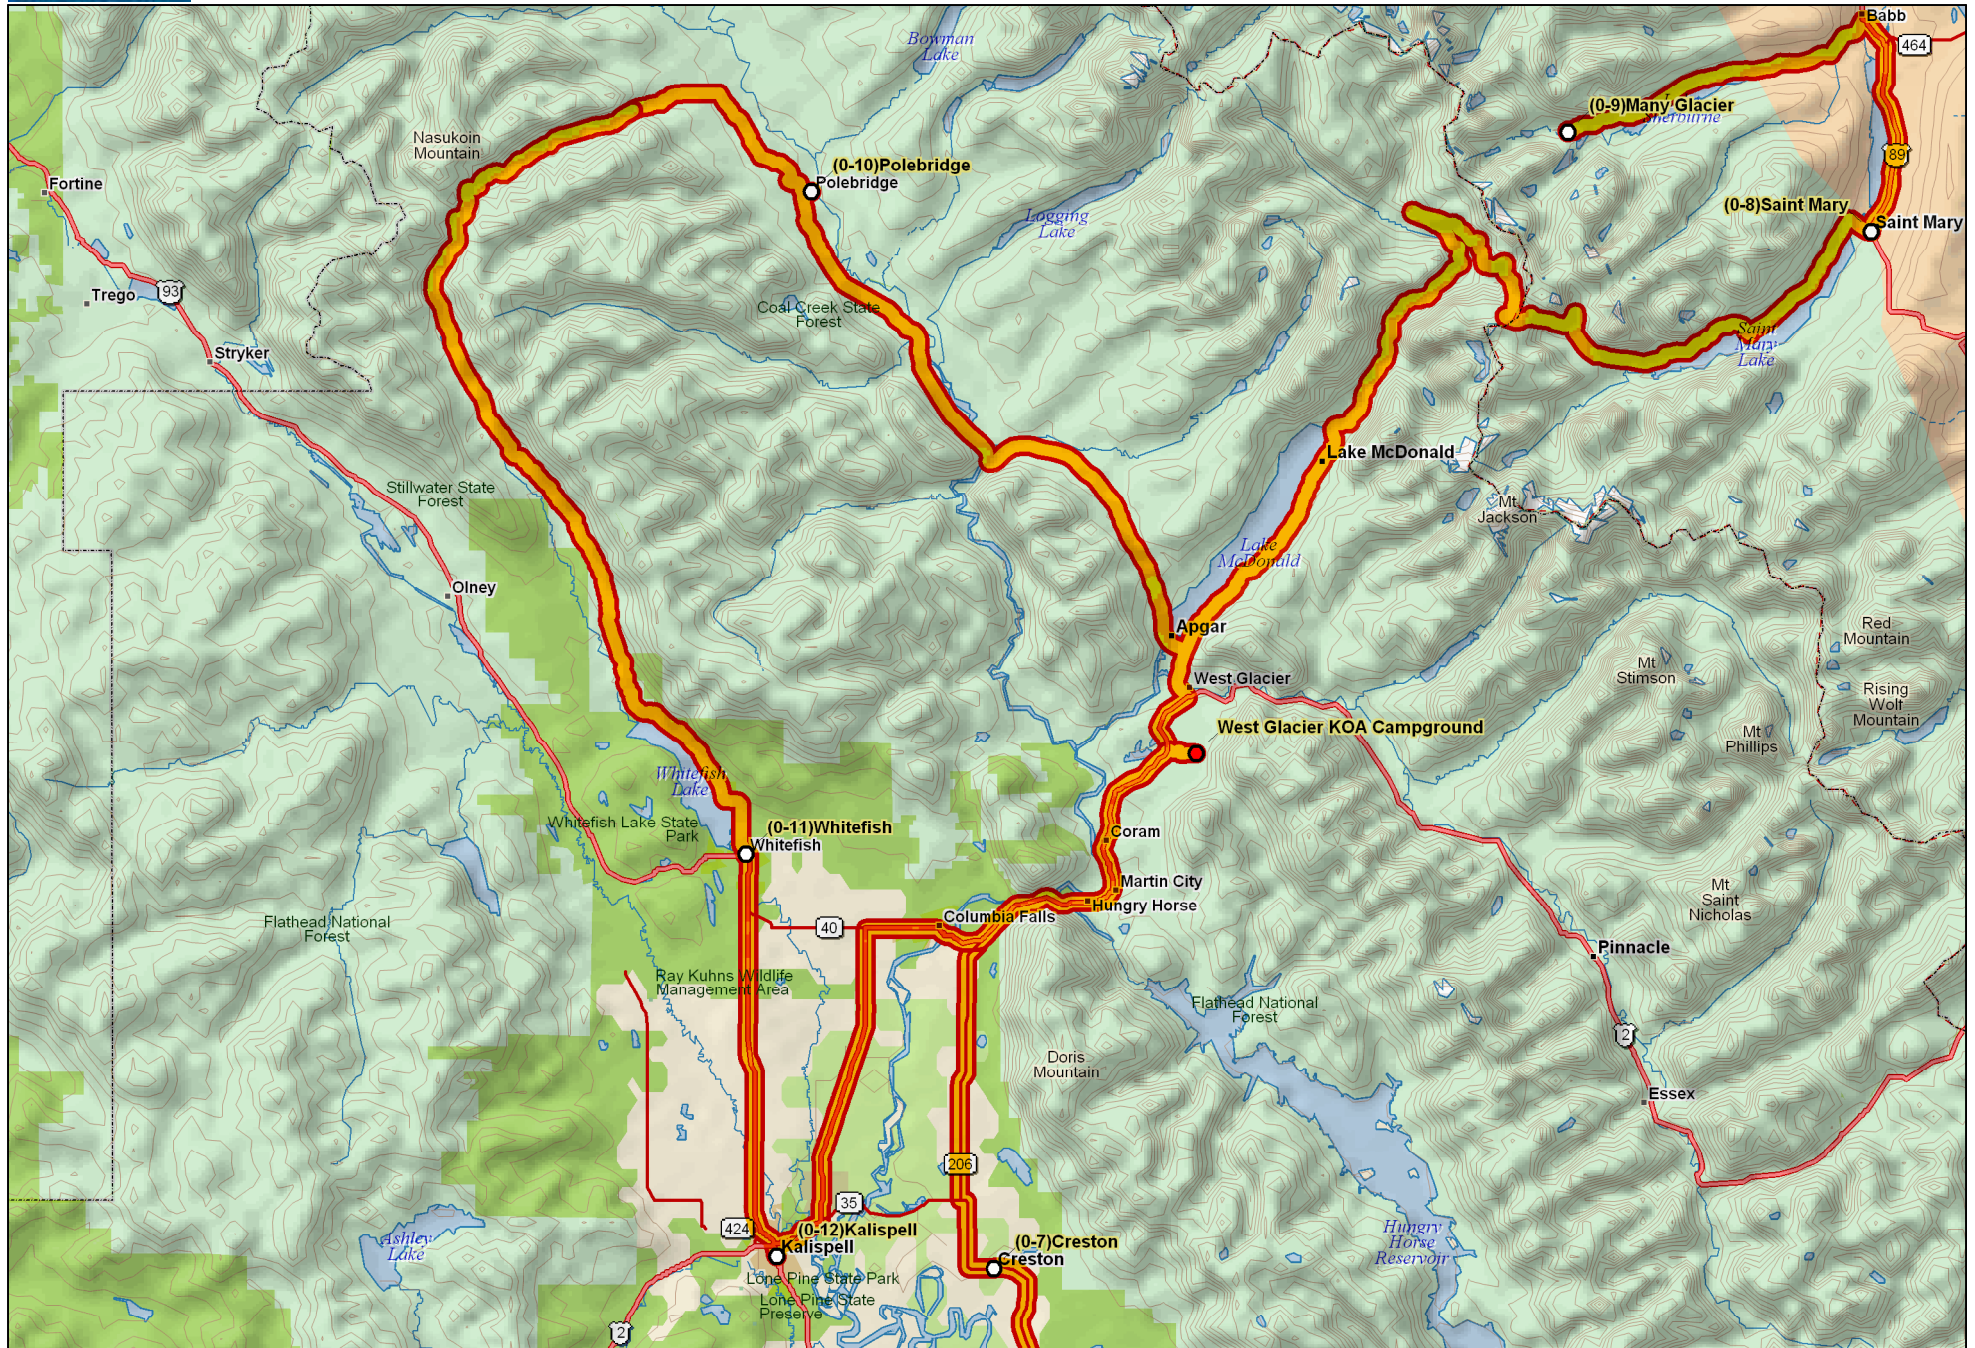 Babb
464
Bowman
Lake
(0-9)Many Glacier
Sherburne
Nasukoin
Mountain
89
(0-10)Polebridge
Polebridge
Fortine
(0-8)Saint Mary
Saint Mary
Logging
Lake
93
Trego
Coal Creek State
Forest
Saint
Mary
Lake
Stryker
Lake McDonald
Stillwater State
Forest
Mt
Jackson
Lake
McDonald
Olney
Apgar
Red
Mountain
Mt
Stimson
West Glacier
Rising
Wolf
Mountain
West Glacier KOA Campground
Mt
Phillips
Whitefish
Lake
Whitefish Lake State
Park
(0-11)Whitefish
Whitefish
Coram
Martin City
Hungry Horse
Mt
Saint
Nicholas
Columbia Falls
Flathead National
Forest
40
Pinnacle
Ray Kuhns Wildlife
Management Area
Flathead National
Forest
2
Doris
Mountain
Essex
206
35
424
(0-12)Kalispell
Kalispell
(0-7)Creston
Creston
Ashley
Lake
Hungry
Horse
Reservoir
Lone Pine State Park
Lone Pine State
Preserve
2